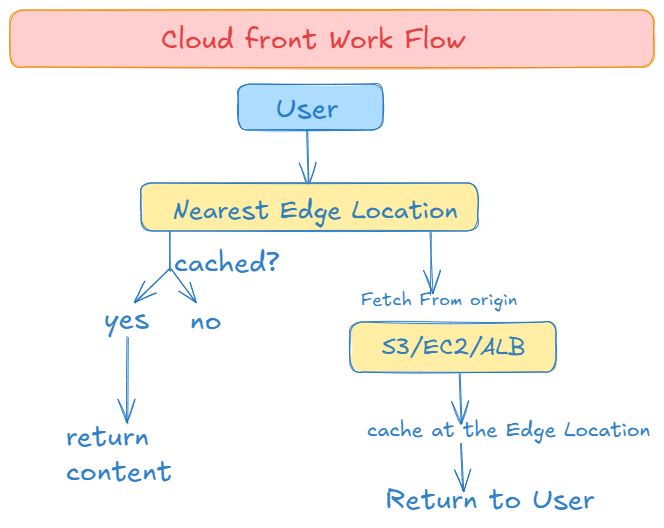 Cloud front Work Flow
User
Nearest Edge Location
cached?
yes
no
return
content
Fetch From origin
S3/EC2/ALB
cache at the Edge Location
Return to User